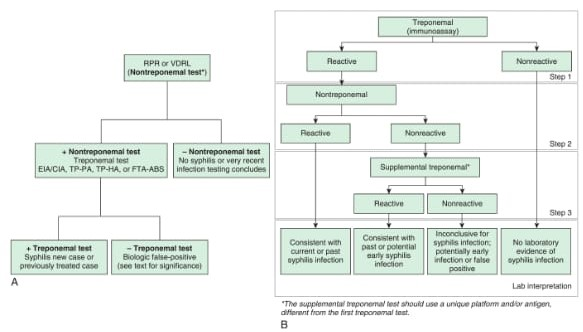 RPR or VDRL
(Nontreponemal test*)
+ Nontreponemal test
Treponemal test
EIA/CIA, TP-PA, TP-HA, or FTA-ABS
– Nontreponemal test
No syphilis or very recent
infection testing concludes
+ Treponemal test
Syphilis new case or
previously treated case
– Treponemal test
Biologic false-positive
(see text for significance)
A
Treponemal
(immunoassay)
Reactive
Nonreactive
Step 1
Nontreponemal
Reactive
Nonreactive
Step 2
Supplemental treponemal*
Reactive
Nonreactive
Step 3
Consistent with
current or past
syphilis infection
Consistent with
past or potential
early syphilis
infection
Inconclusive for
syphilis infection;
potentially early
infection or false
positive
No laboratory
evidence of
syphilis infection
Lab interpretation
*The supplemental treponemal test should use a unique platform and/or antigen,
different from the first treponemal test.
B